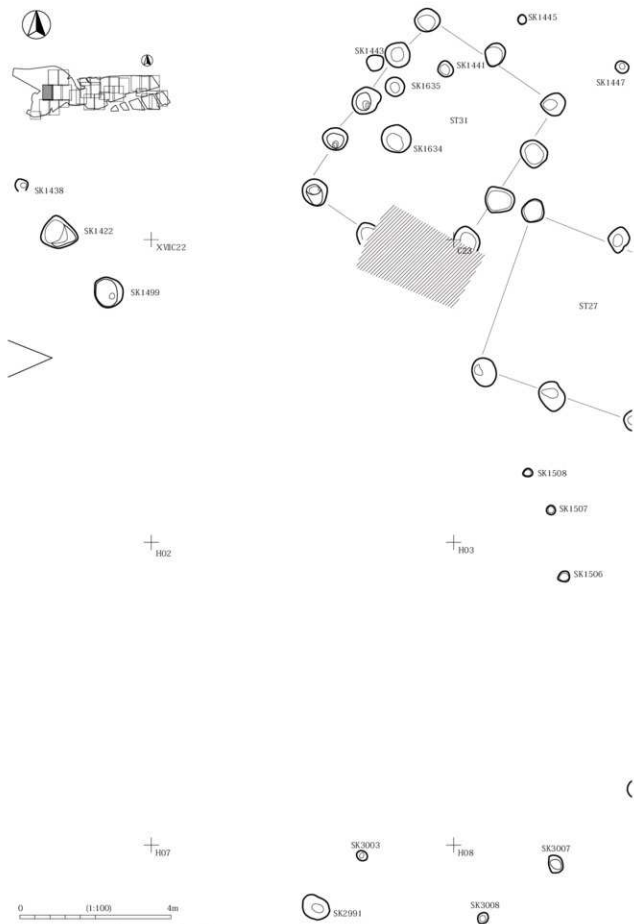 SK1445
SK1443
SK1441
SK1447
SK1635
ST31
SK1634
SK1438
SK1422
XⅦC22
C23
SK1499
ST27
SK1508
SK1507
H02
H03
SK1506
SK3003
SK3007
H07
H08
SK2991
SK3008
0 (1:100) 4m